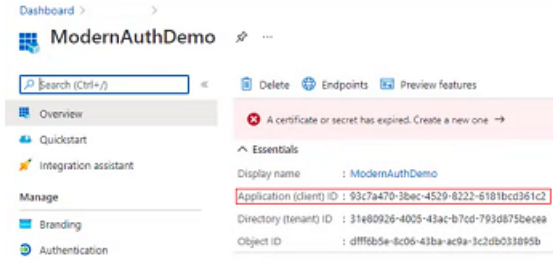 Dashboard >
>
ModernAuthDemo
...
Search (Ctrl+/)
«
Delete
Endpoints
Preview features
Overview
Quickstart
Integration assistant
Manage
Branding
Authentication
A certificate or secret has expired. Create a new one →
Essentials
Display name : ModernAuthDemo
Application (client) ID : 93c7a470-3bec-4529-8222-6181bcd361c2
Directory (tenant) ID : 31e80926-4005-43ac-b7cd-793d875becea
Object ID : dfff6b5e-8c06-43ba-ac9a-3c2db033895b